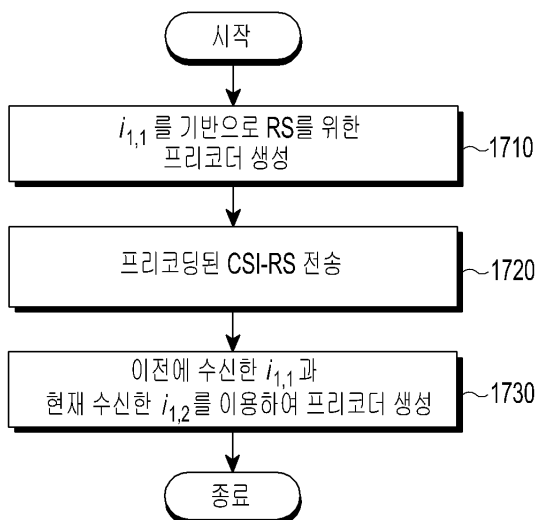 시작
i1,1 를 기반으로 RS를 위한
프리코더 생성
1710
프리코딩된 CSI-RS 전송
1720
이전에 수신한 i1,1 과
현재 수신한 i1,2 를 이용하여 프리코더 생성
1730
종료